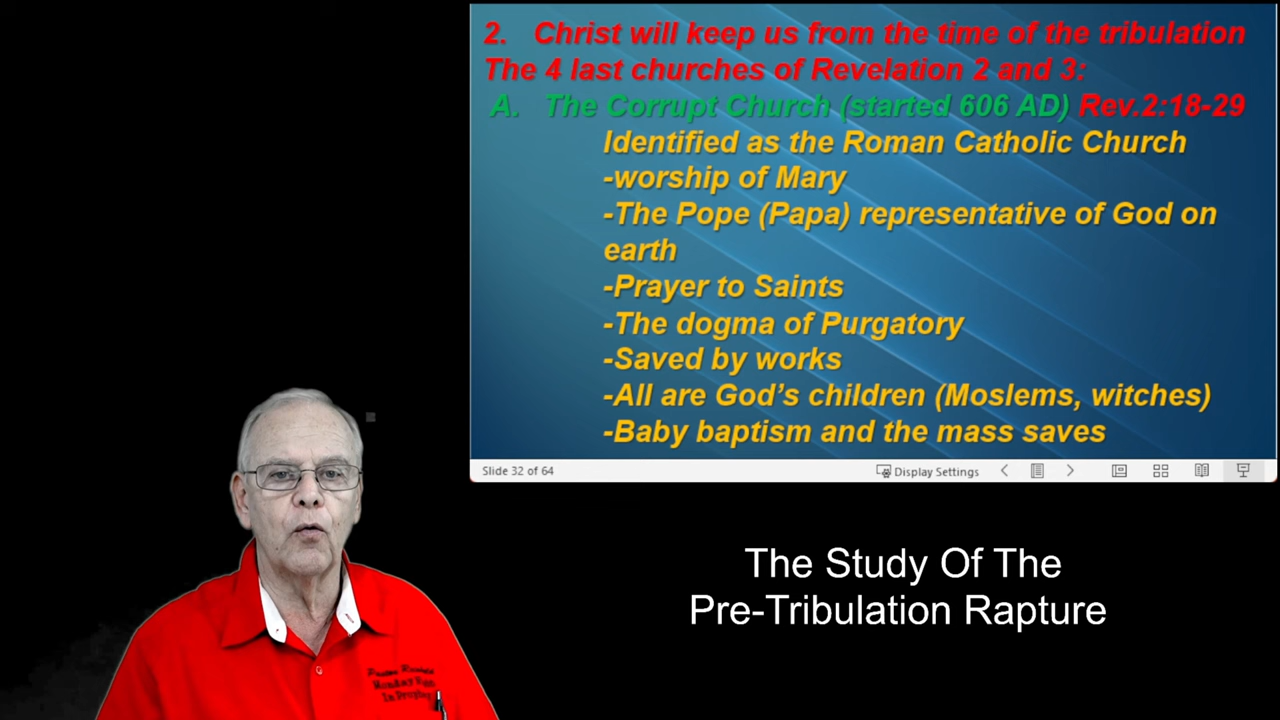 2. Christ will keep us from the time of the tribulation
The 4 last churches of Revelation 2 and 3:
A. The Corrupt Church (started 606 AD) Rev.2:18-29
Identified as the Roman Catholic Church
-worship of Mary
-The Pope (Papa) representative of God on
earth
-Prayer to Saints
-The dogma of Purgatory
-Saved by works
-All are God's children (Moslems, witches)
-Baby baptism and the mass saves
Slide 32 of 64
Display Settings
The Study Of The
Pre-Tribulation Rapture
Monday
In